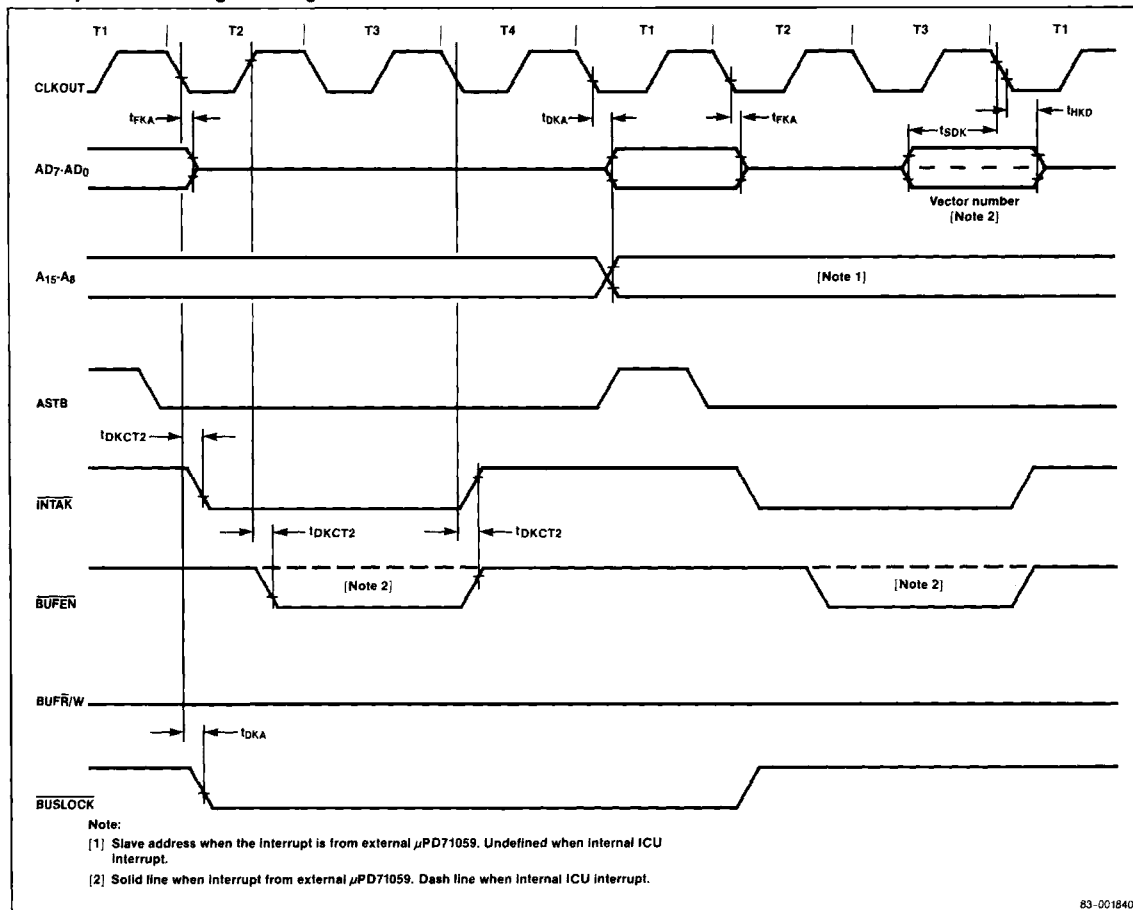 T1 T2 T3 T4 T1 T2 T3 T1
CLKOUT
tFKA tDKA tFKA tSDK tHKD
AD7-AD0
Vector number
[Note 2]
A15-A8 [Note 1]
ASTB
tDKCT2
INTAK
tDKCT2 tDKCT2
BUFEN [Note 2] [Note 2]
BUFR/W
tDKA
BUSLOCK
Note:
[1] Slave address when the interrupt is from external μPD71059. Undefined when internal ICU
interrupt.
[2] Solid line when interrupt from external μPD71059. Dash line when internal ICU interrupt.
83-001840